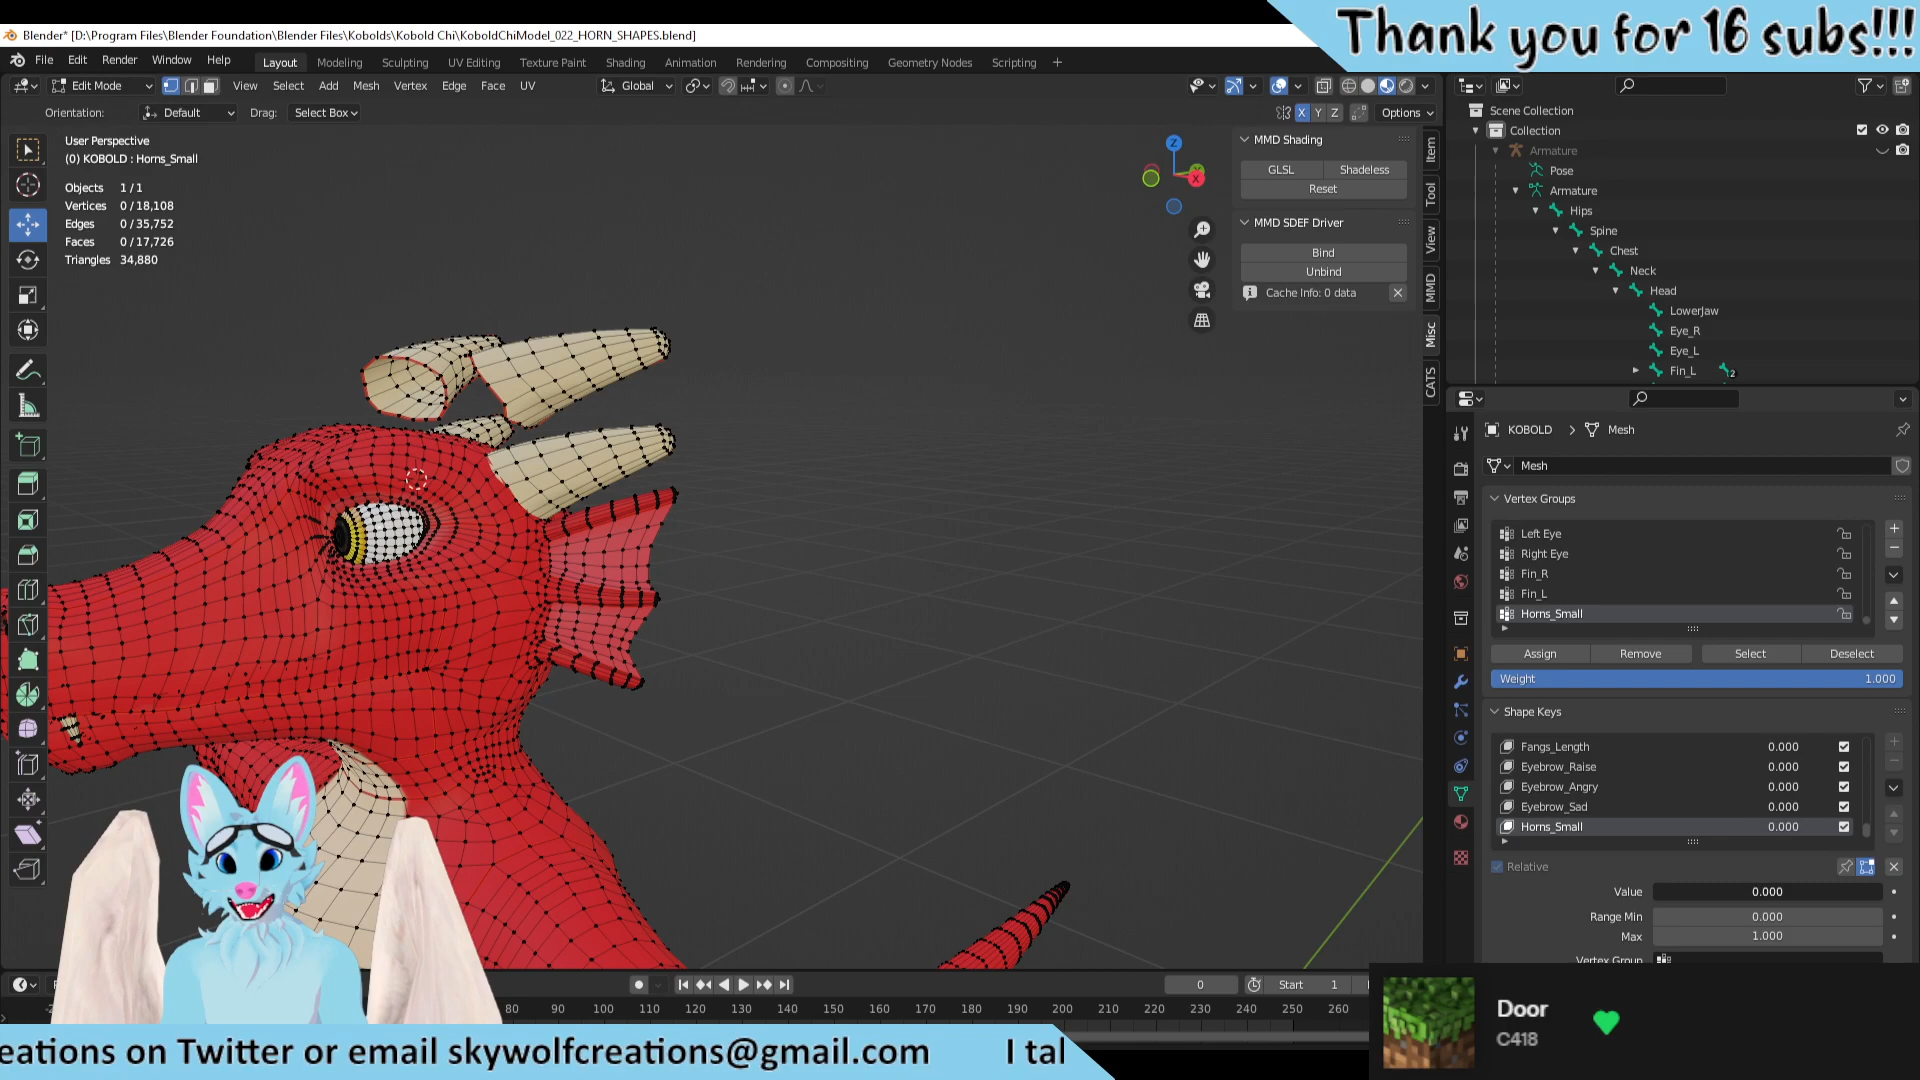 Thank you for 16 subs!!!
Blender* [D:\Program Files\Blender Foundation\Blender Files\Kobolds\Kobold Chi\KoboldChiModel_022_HORN_SHAPES.blend]
File Edit Render Window Help Layout Modeling Sculpting UV Editing Texture Paint Shading Animation Rendering Compositing Geometry Nodes Scripting +
Edit Mode View Select Add Mesh Vertex Edge Face UV Global
Orientation: Default Drag: Select Box X Y Z Options
User Perspective
(0) KOBOLD : Horns_Small
Objects 1 / 1
Vertices 0 / 18,108
Edges 0 / 35,752
Faces 0 / 17,726
Triangles 34,880
Z
X
MMD Shading
GLSL Shadeless
Reset
MMD SDEF Driver
Bind
Unbind
Cache Info: 0 data
Item
Tool
View
MMD
Misc
CATS
Scene Collection
Collection
Armature
Pose
Armature
Hips
Spine
Chest
Neck
Head
LowerJaw
Eye_R
Eye_L
Fin_L 2
KOBOLD > Mesh
Mesh
Vertex Groups
Left Eye
Right Eye
Fin_R
Fin_L
Horns_Small
Assign Remove Select Deselect
Weight 1.000
Shape Keys
Fangs_Length 0.000
Eyebrow_Raise 0.000
Eyebrow_Angry 0.000
Eyebrow_Sad 0.000
Horns_Small 0.000
Relative
Value 0.000
Range Min 0.000
Max 1.000
Vertex Group
0 Start 1
80 90 100 110 120 130 140 150 160 170 180 190 200 210 220 230 240 250 260
eations on Twitter or email skywolfcreations@gmail.com I tal
Door
C418